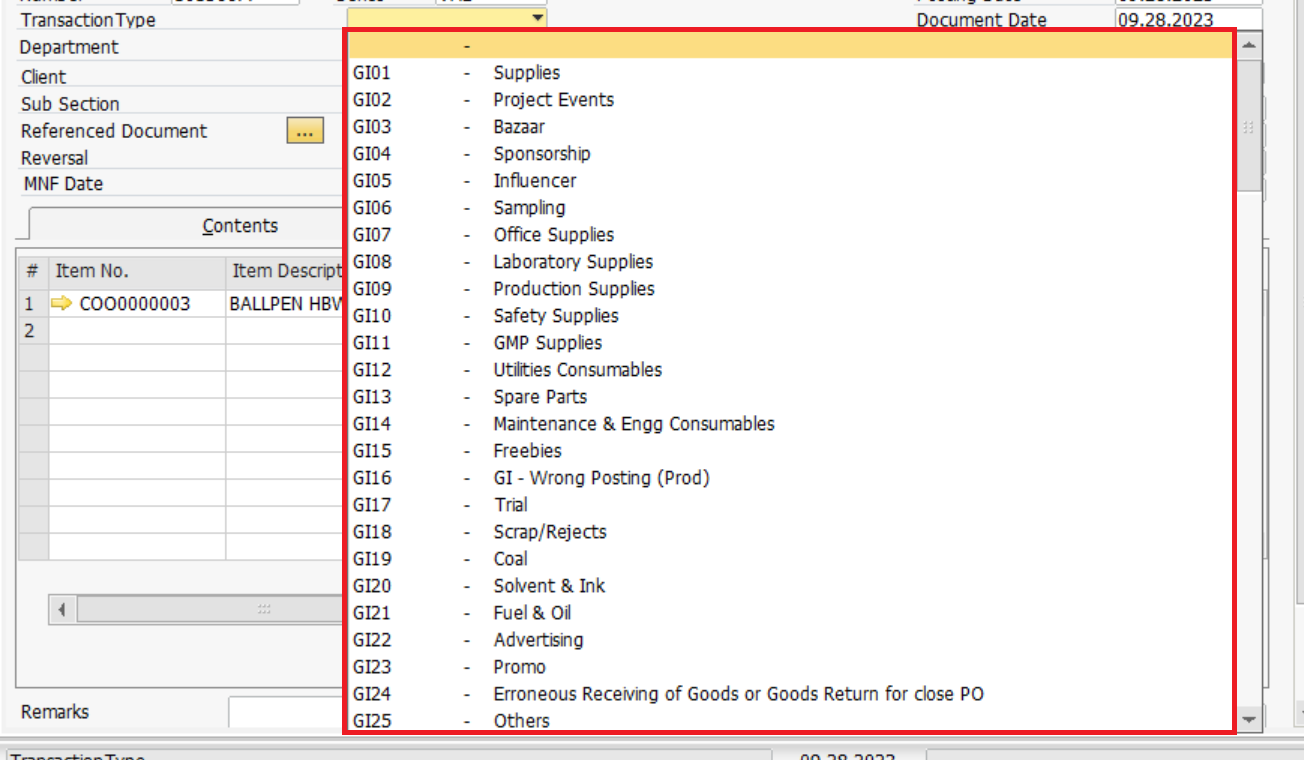 TransactionType
Document Date 09.28.2023
Department
-
Client
GI01 - Supplies
Sub Section
GI02 - Project Events
Referenced Document ...
GI03 - Bazaar
Reversal
GI04 - Sponsorship
MNF Date
GI05 - Influencer
GI06 - Sampling
Contents
GI07 - Office Supplies
# Item No. Item Descript
GI08 - Laboratory Supplies
GI09 - Production Supplies
1 COO0000003 BALLPEN HBW
GI10 - Safety Supplies
2
GI11 - GMP Supplies
GI12 - Utilities Consumables
GI13 - Spare Parts
GI14 - Maintenance & Engg Consumables
GI15 - Freebies
GI16 - GI - Wrong Posting (Prod)
GI17 - Trial
GI18 - Scrap/Rejects
GI19 - Coal
GI20 - Solvent & Ink
GI21 - Fuel & Oil
GI22 - Advertising
GI23 - Promo
GI24 - Erroneous Receiving of Goods or Goods Return for close PO
Remarks
GI25 - Others
TransactionType 09.28.2023